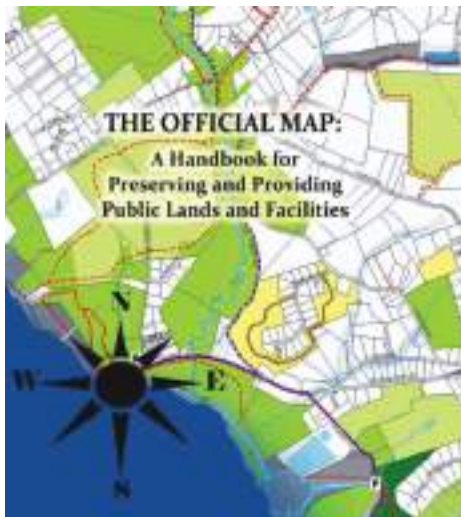 THE OFFICIAL MAP:
A Handbook for
Preserving and Providing
Public Lands and Facilities
N
W
E
S